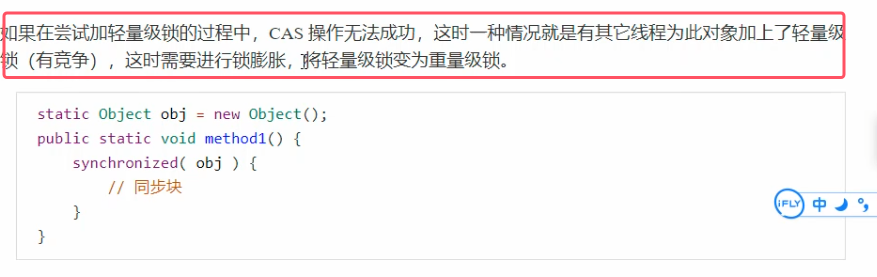 如果在尝试加轻量级锁的过程中，CAS 操作无法成功，这时一种情况就是有其它线程为此对象加上了轻量级
锁（有竞争），这时需要进行锁膨胀，将轻量级锁变为重量级锁。
static Object obj = new Object();
public static void method1() {
    synchronized( obj ) {
        // 同步块
    }
}
iFLY 中